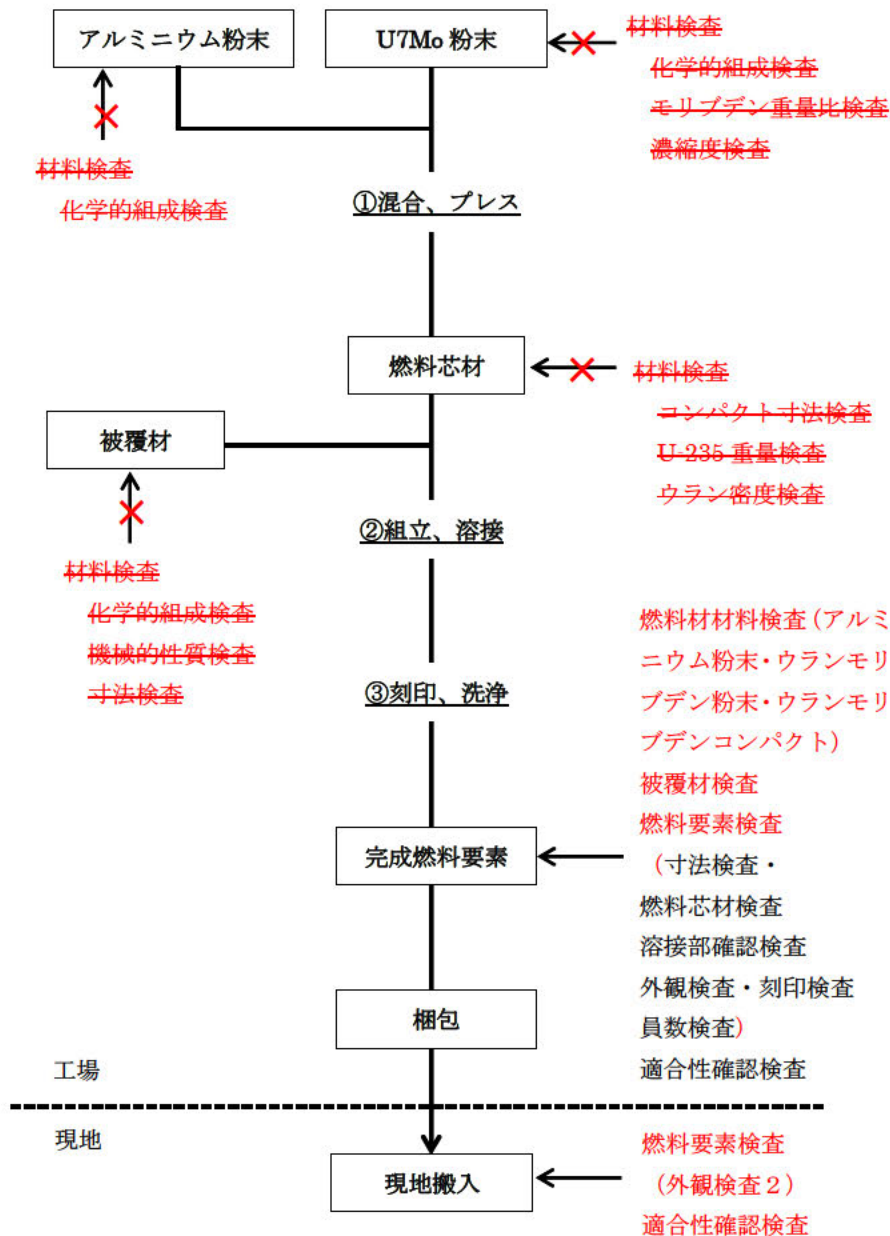 アルミニウム粉末
U7Mo 粉末
材料検査
化学的組成検査
モリブデン重量比検査
濃縮度検査
材料検査
化学的組成検査
①混合、プレス
燃料芯材
材料検査
コンパクト寸法検査
U-235 重量検査
ウラン密度検査
被覆材
②組立、溶接
材料検査
化学的組成検査
機械的性質検査
寸法検査
③刻印、洗浄
燃料材材料検査（アルミ
ニウム粉末・ウランモリ
ブデン粉末・ウランモリ
ブデンコンパクト）
被覆材検査
燃料要素検査
（寸法検査・
燃料芯材検査
溶接部確認検査
外観検査・刻印検査
員数検査）
適合性確認検査
完成燃料要素
梱包
工場
現地
現地搬入
燃料要素検査
（外観検査２）
適合性確認検査